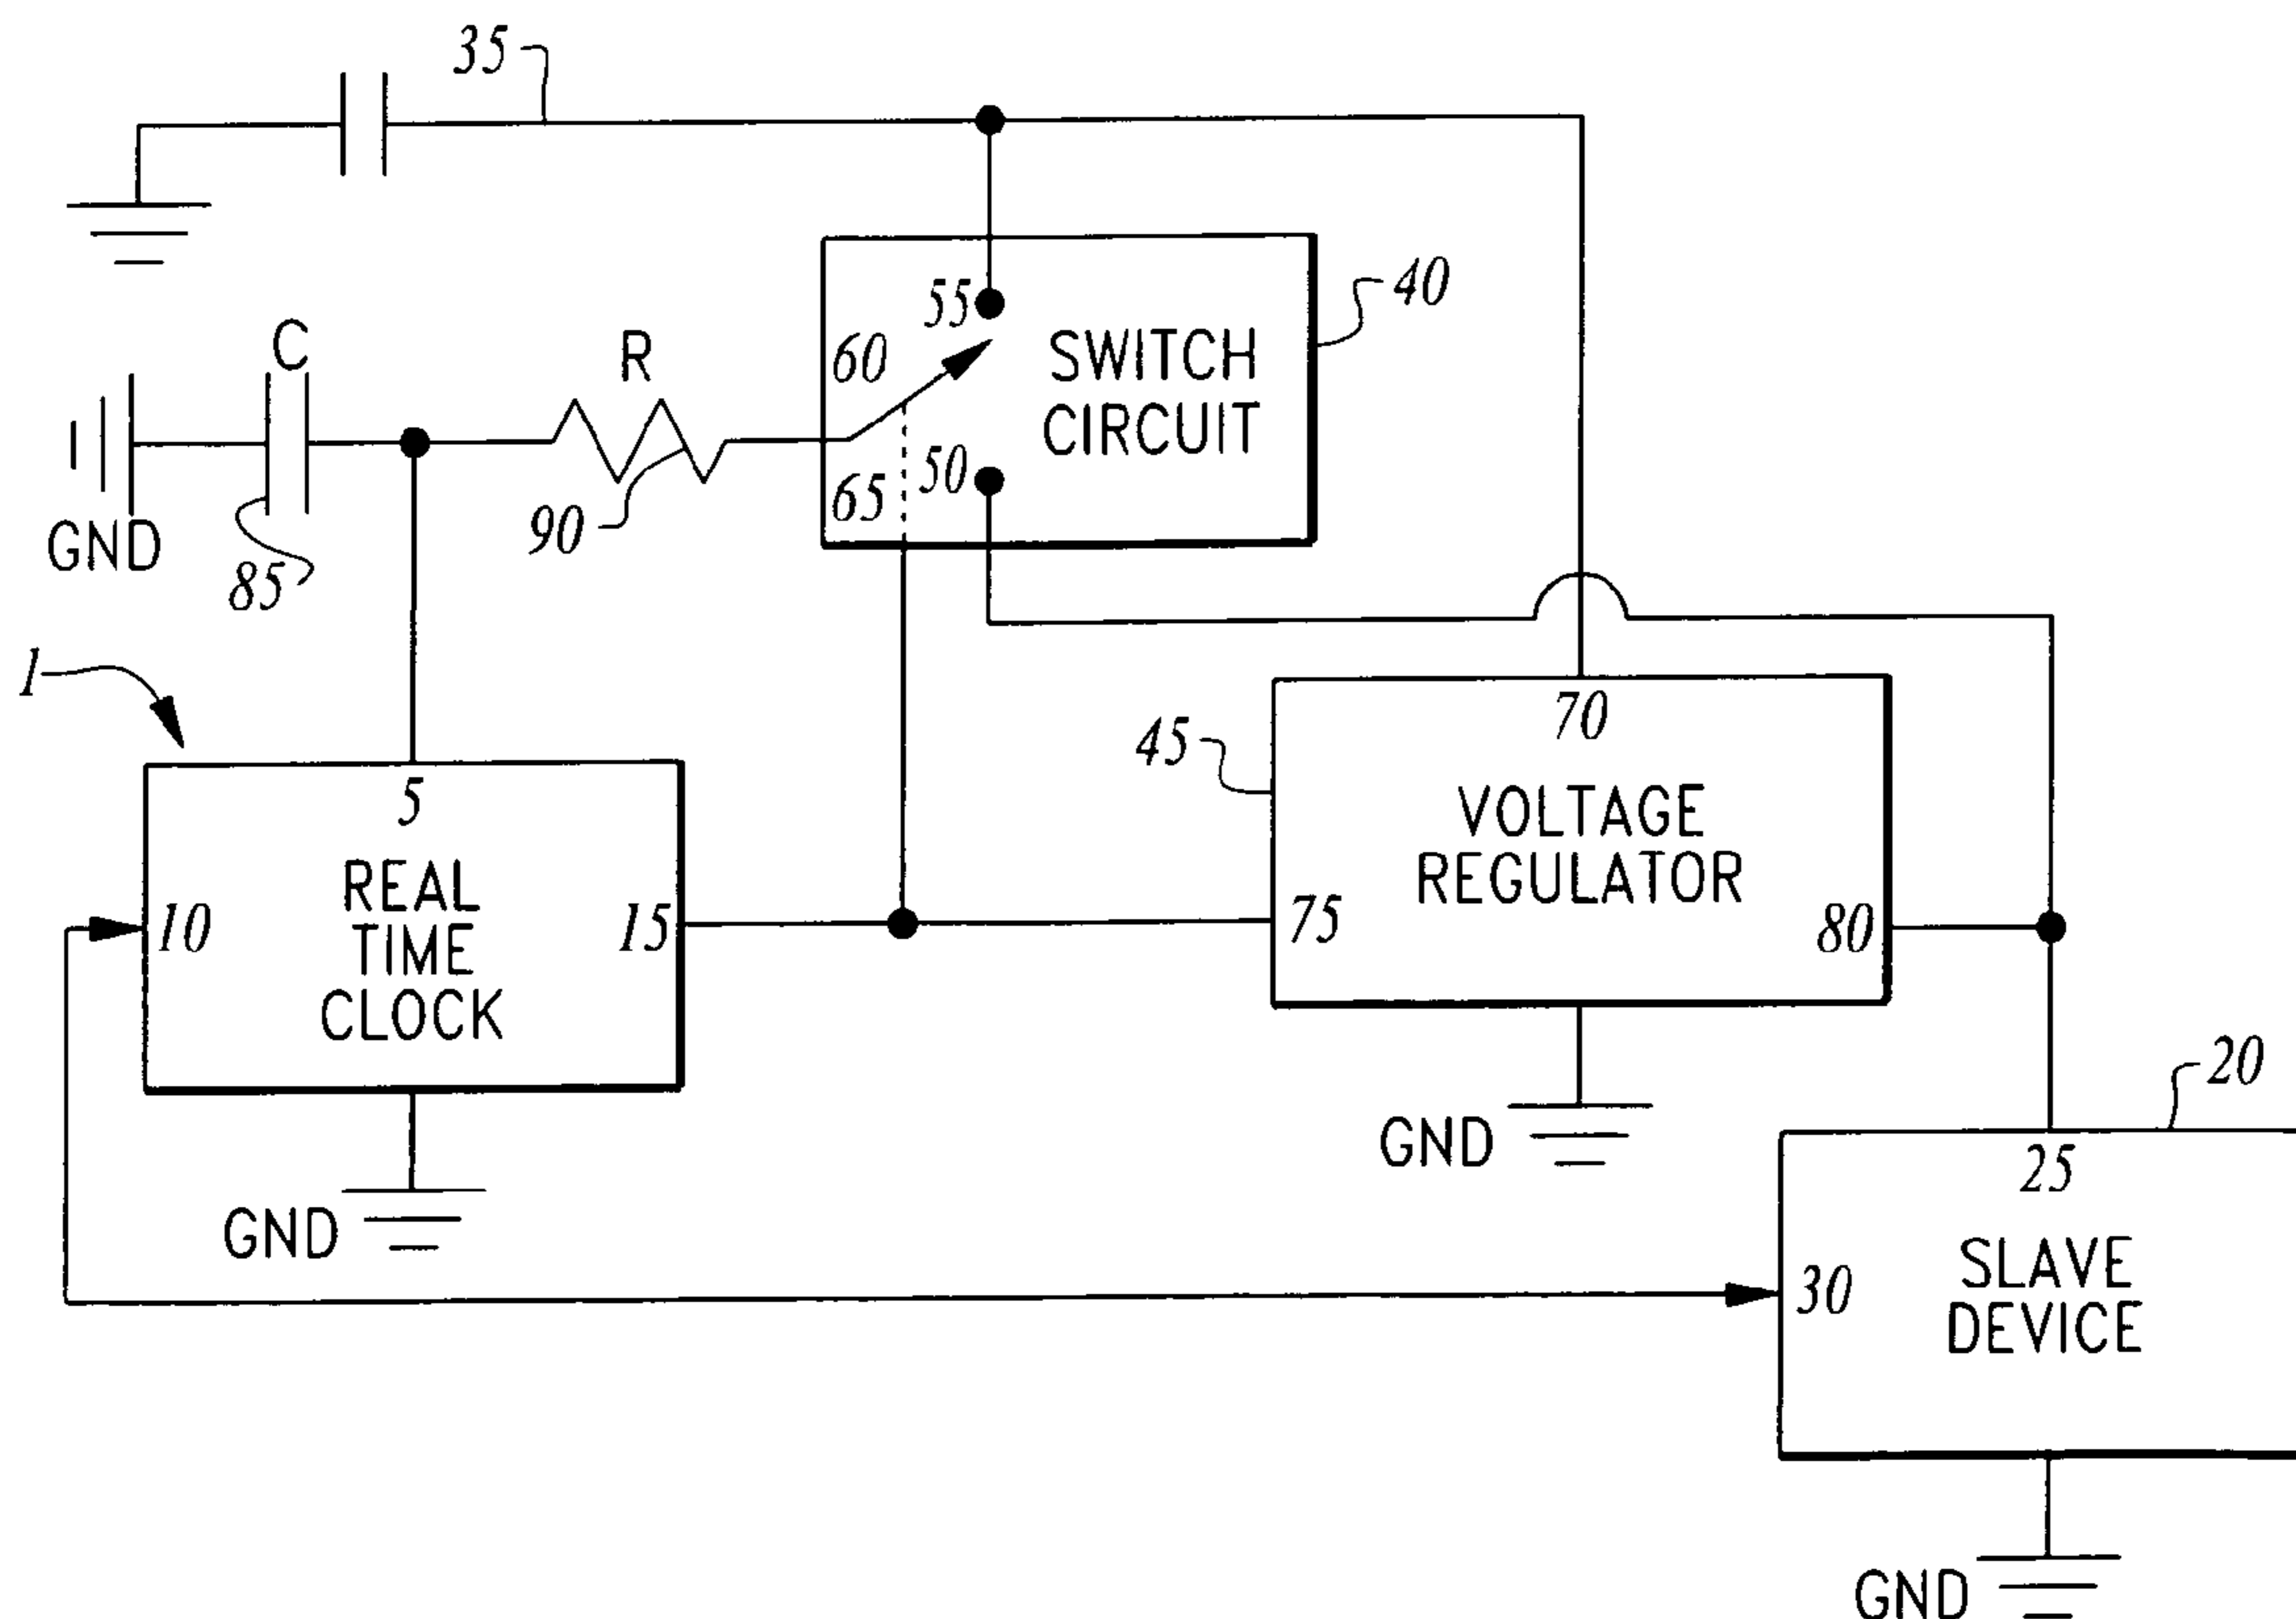 35
55
40
60
SWITCH
CIRCUIT
C
R
65
50
90
GND
85
1
5
REAL
TIME
CLOCK
10
15
45
70
VOLTAGE
REGULATOR
75
80
GND
GND
20
25
SLAVE
DEVICE
30
GND